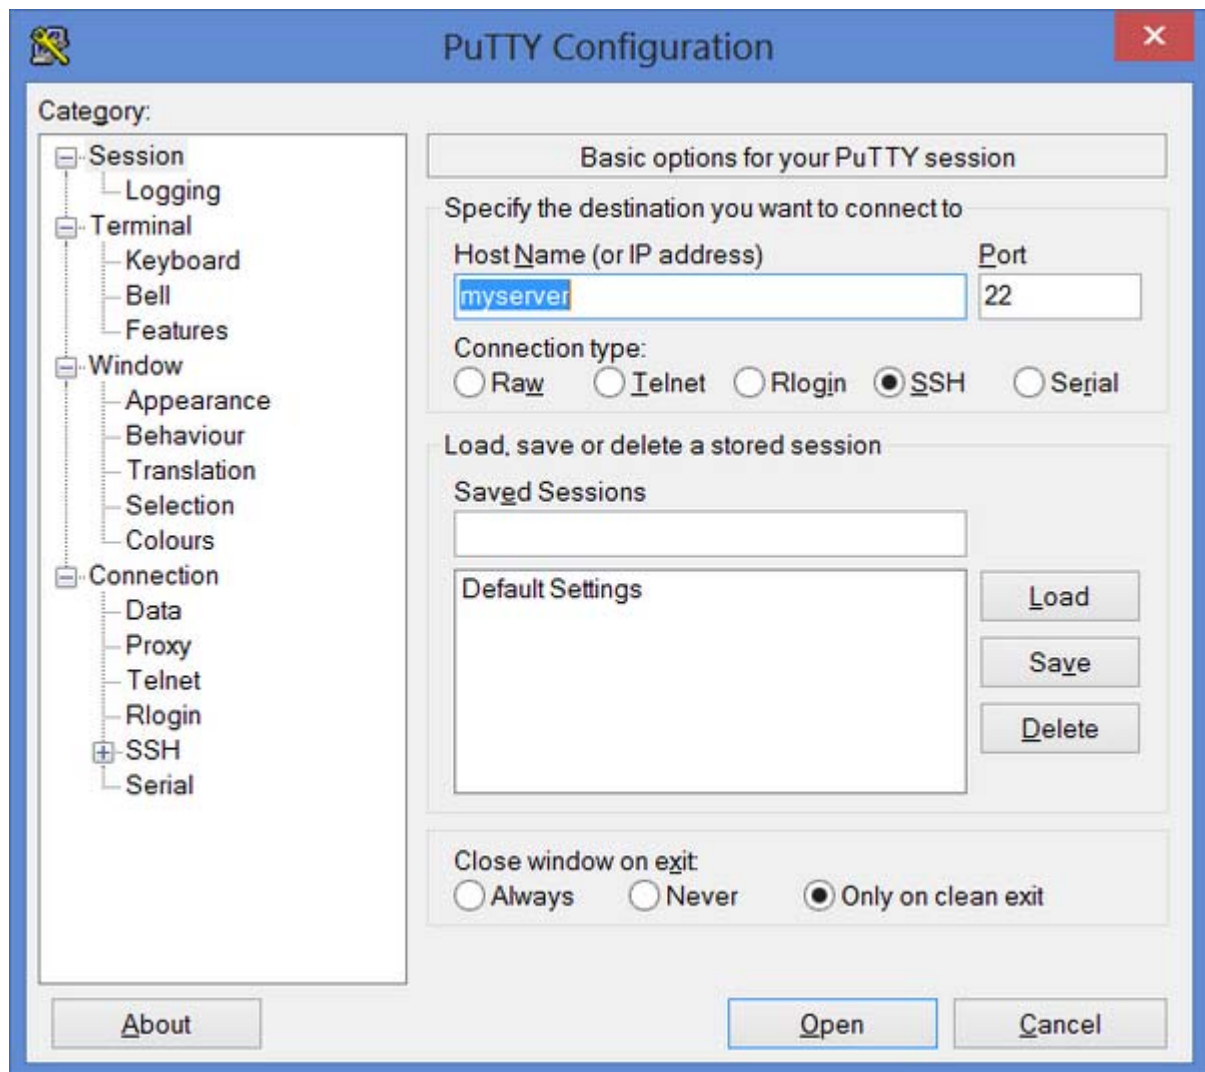 PuTTY Configuration
Category:
Session
Logging
Terminal
Keyboard
Bell
Features
Window
Appearance
Behaviour
Translation
Selection
Colours
Connection
Data
Proxy
Telnet
Rlogin
SSH
Serial
Basic options for your PuTTY session
Specify the destination you want to connect to
Host Name (or IP address) Port
myserver 22
Connection type:
Raw Telnet Rlogin SSH Serial
Load, save or delete a stored session
Saved Sessions
Default Settings
Load
Save
Delete
Close window on exit:
Always Never Only on clean exit
About Open Cancel